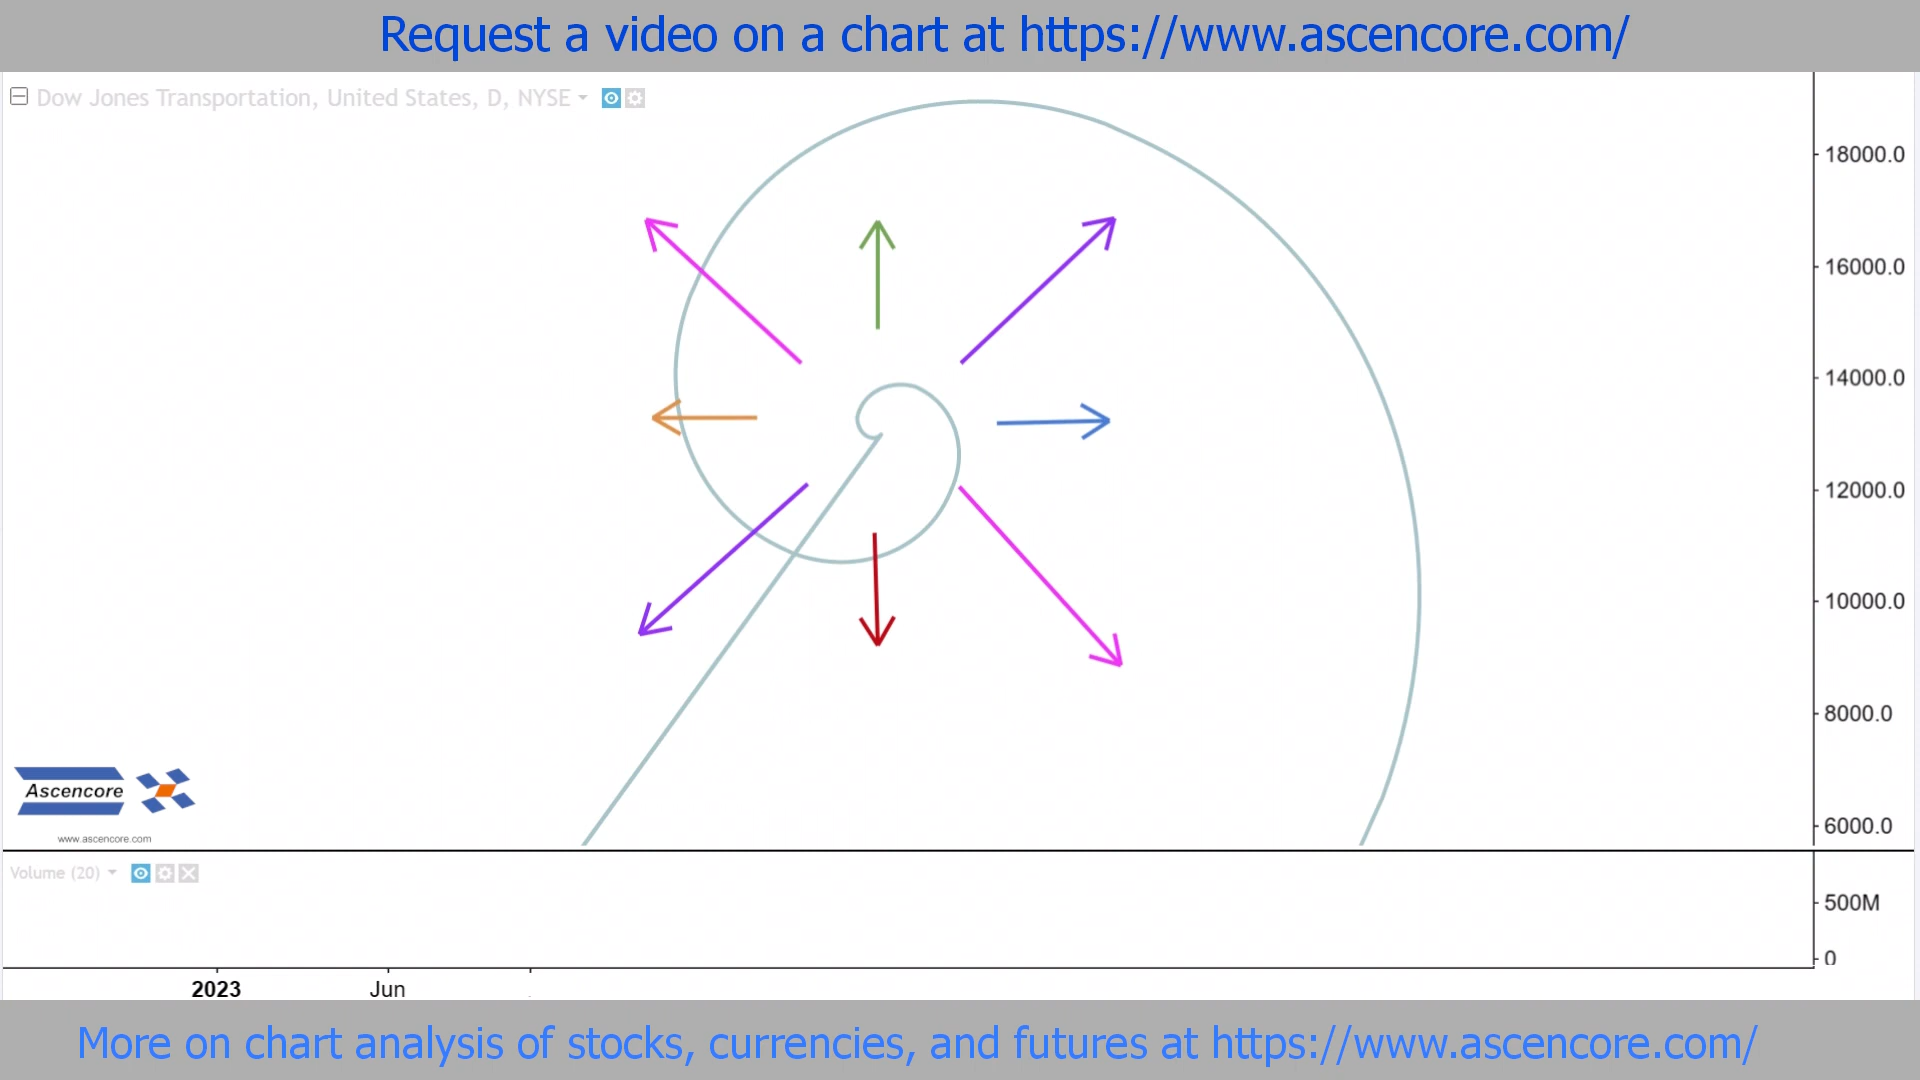 Request a video on a chart at https://www.ascencore.com/
Dow Jones Transportation, United States, D, NYSE
18000.0
16000.0
14000.0
12000.0
10000.0
8000.0
6000.0
Ascencore
www.ascencore.com
Volume (20)
500M
0
2023 Jun
More on chart analysis of stocks, currencies, and futures at https://www.ascencore.com/